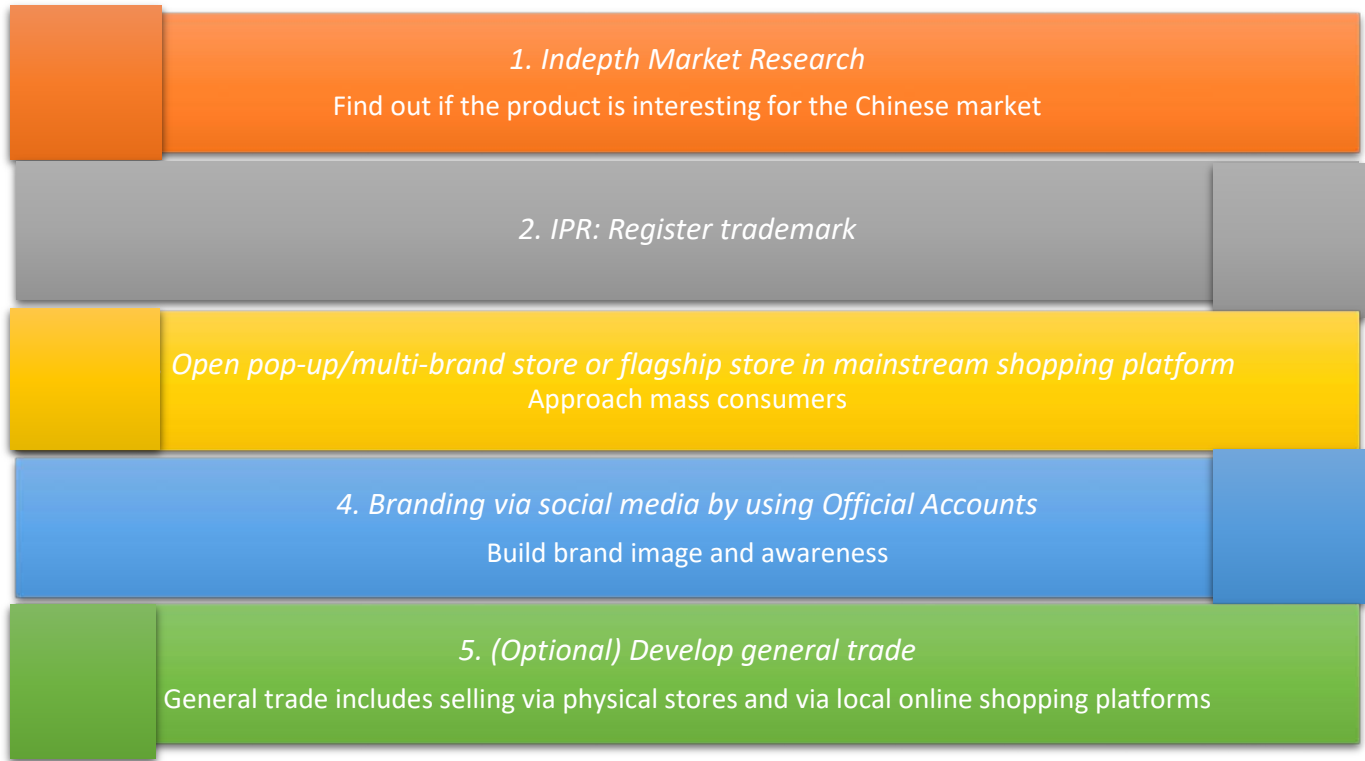 1. Indepth Market Research
Find out if the product is interesting for the Chinese market
2. IPR: Register trademark
Open pop-up/multi-brand store or flagship store in mainstream shopping platform
Approach mass consumers
4. Branding via social media by using Official Accounts
Build brand image and awareness
5. (Optional) Develop general trade
General trade includes selling via physical stores and via local online shopping platforms